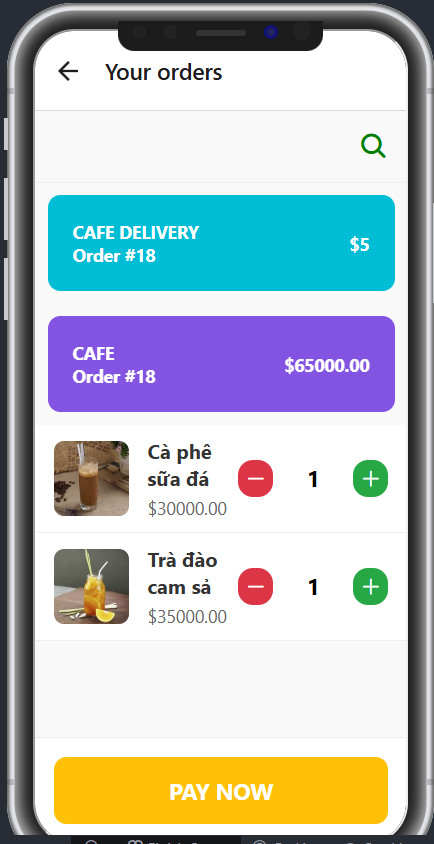 Your orders
CAFE DELIVERY
Order #18
$5
CAFE
Order #18
$65000.00
Cà phê
sữa đá
$30000.00
1
Trà đào
cam sả
$35000.00
1
PAY NOW